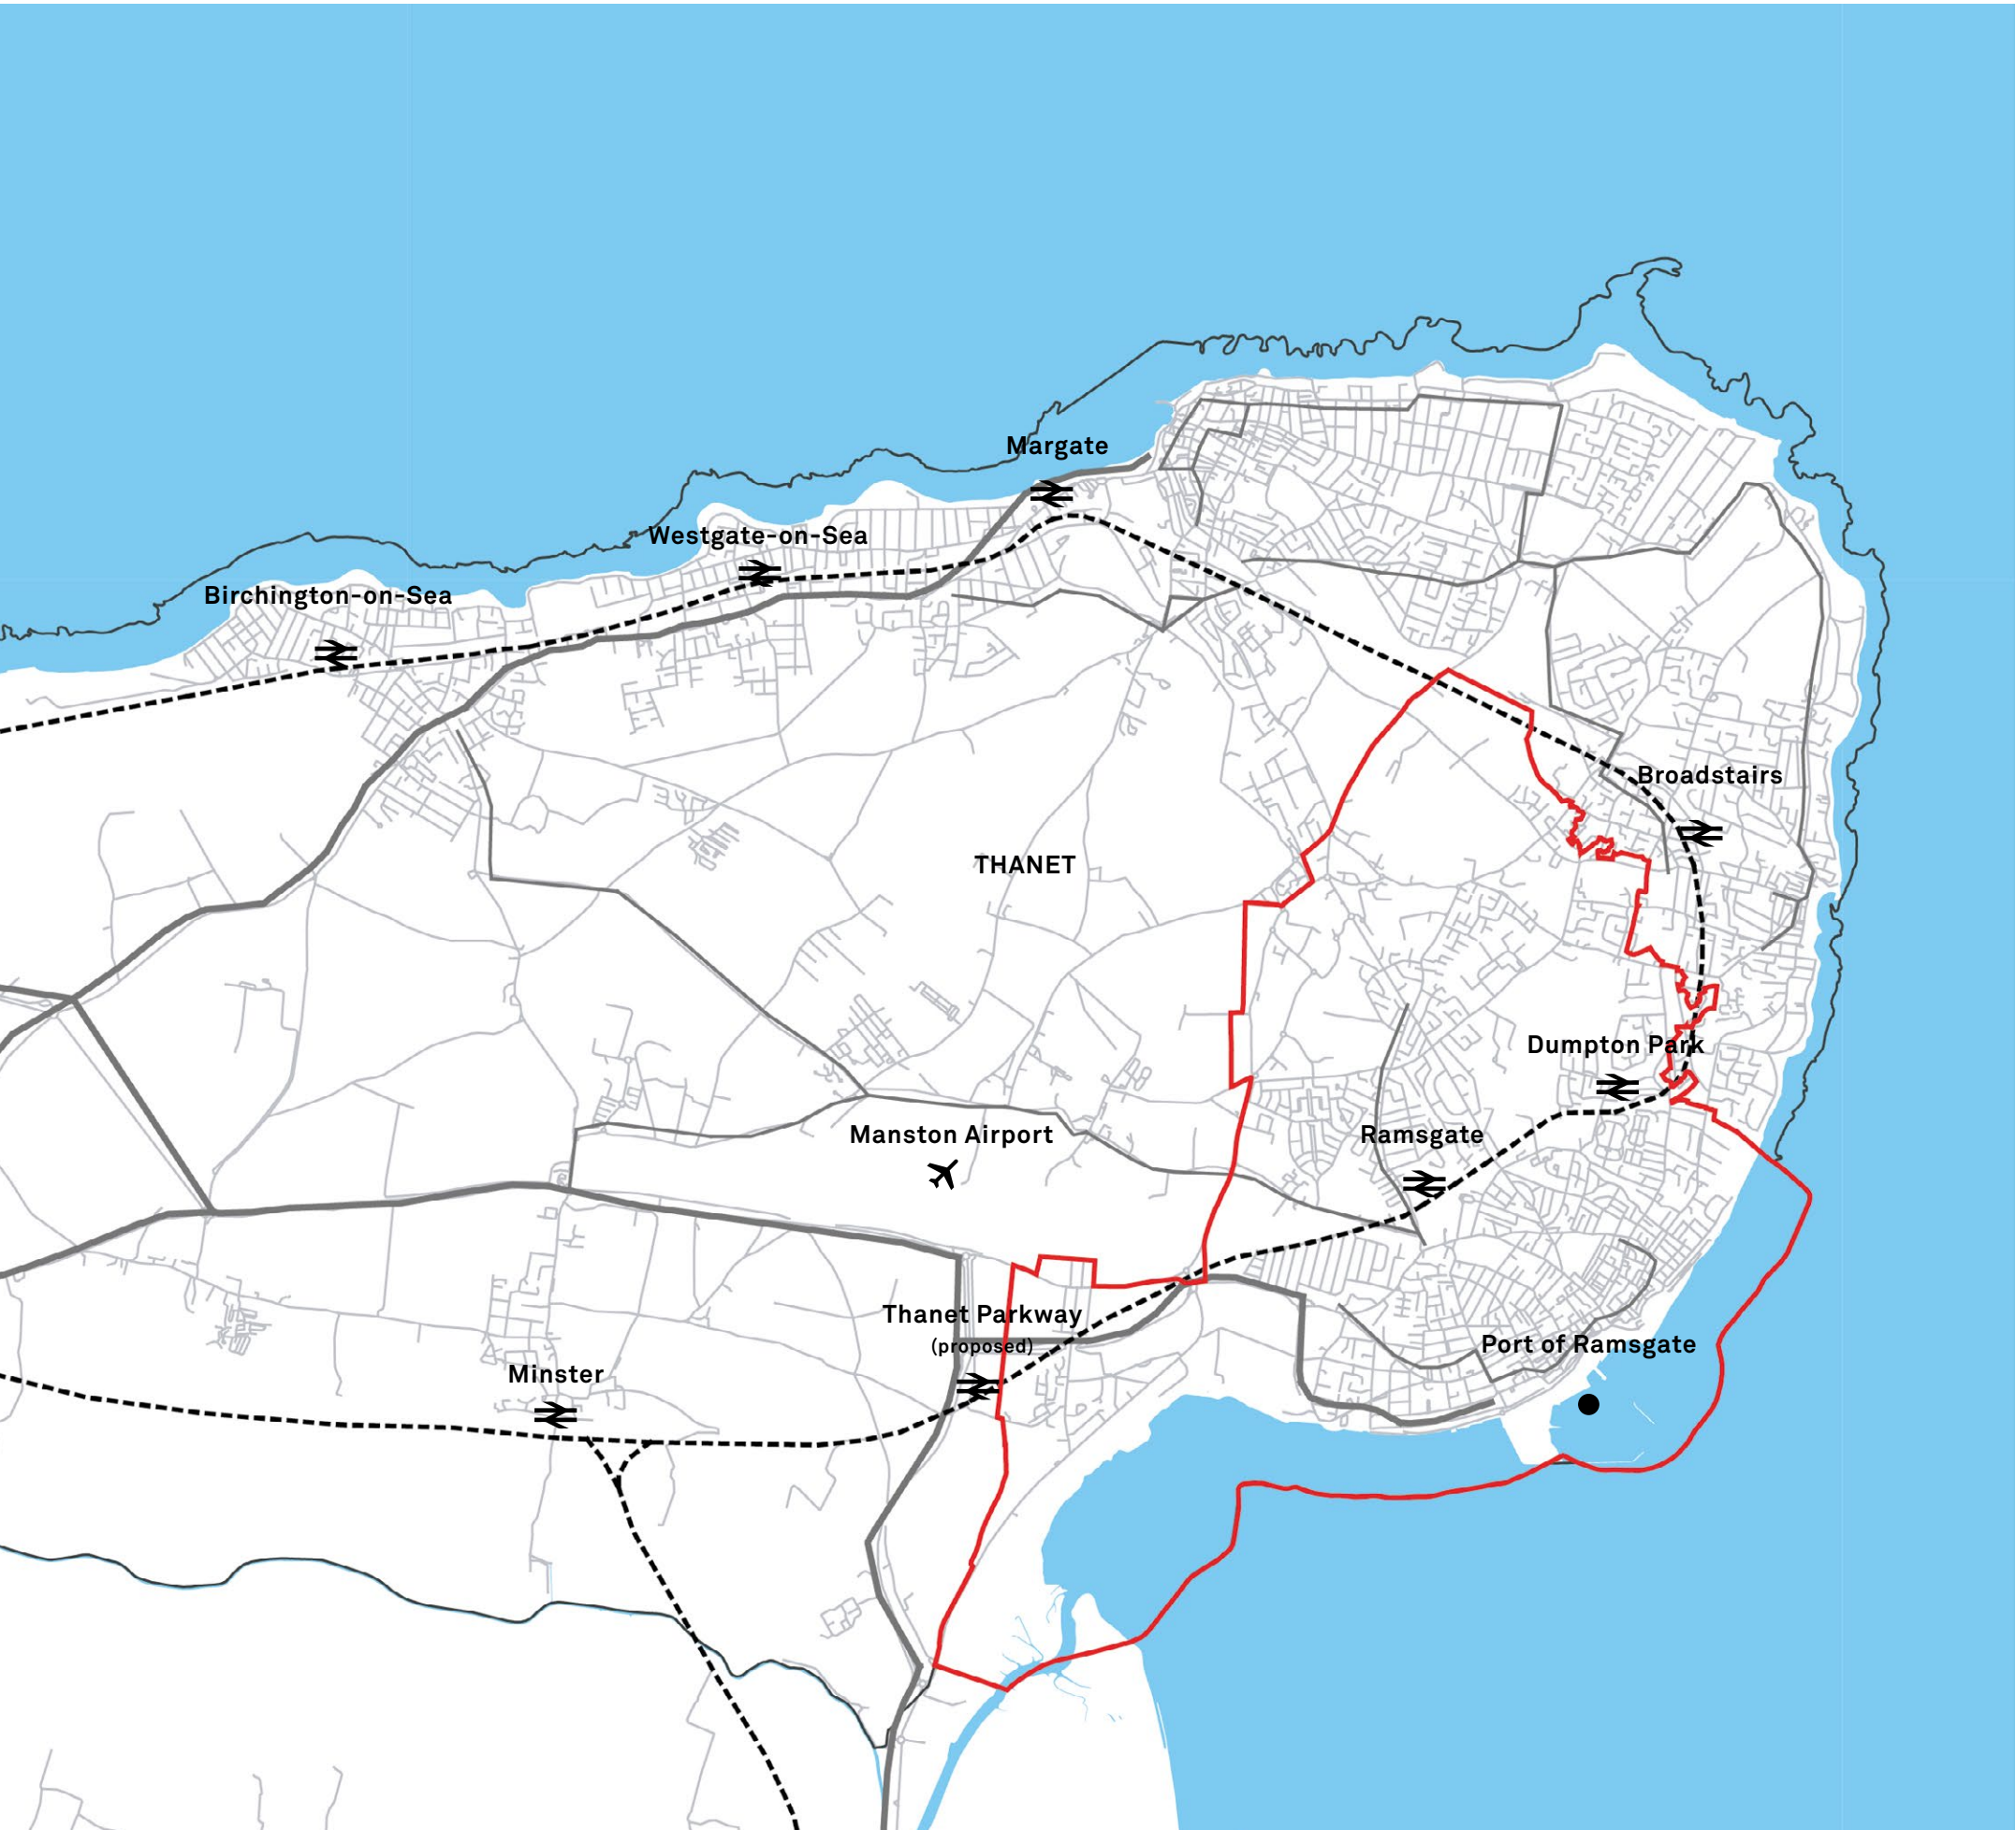 Margate
Westgate-on-Sea
Birchington-on-Sea
Broadstairs
THANET
Dumpton Park
Manston Airport
Ramsgate
Thanet Parkway
(proposed)
Port of Ramsgate
Minster